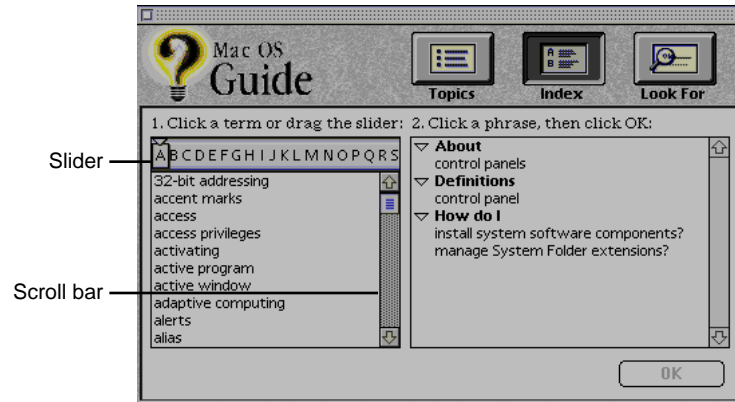 Mac OS
Guide
Topics
Index
Look For
A
B
1. Click a term or drag the slider:
2. Click a phrase, then click OK:
Slider
A B C D E F G H I J K L M N O P Q R S
32-bit addressing
accent marks
access
access privileges
activating
active program
active window
adaptive computing
alerts
alias
Scroll bar
About
control panels
Definitions
control panel
How do I
install system software components?
manage System Folder extensions?
OK